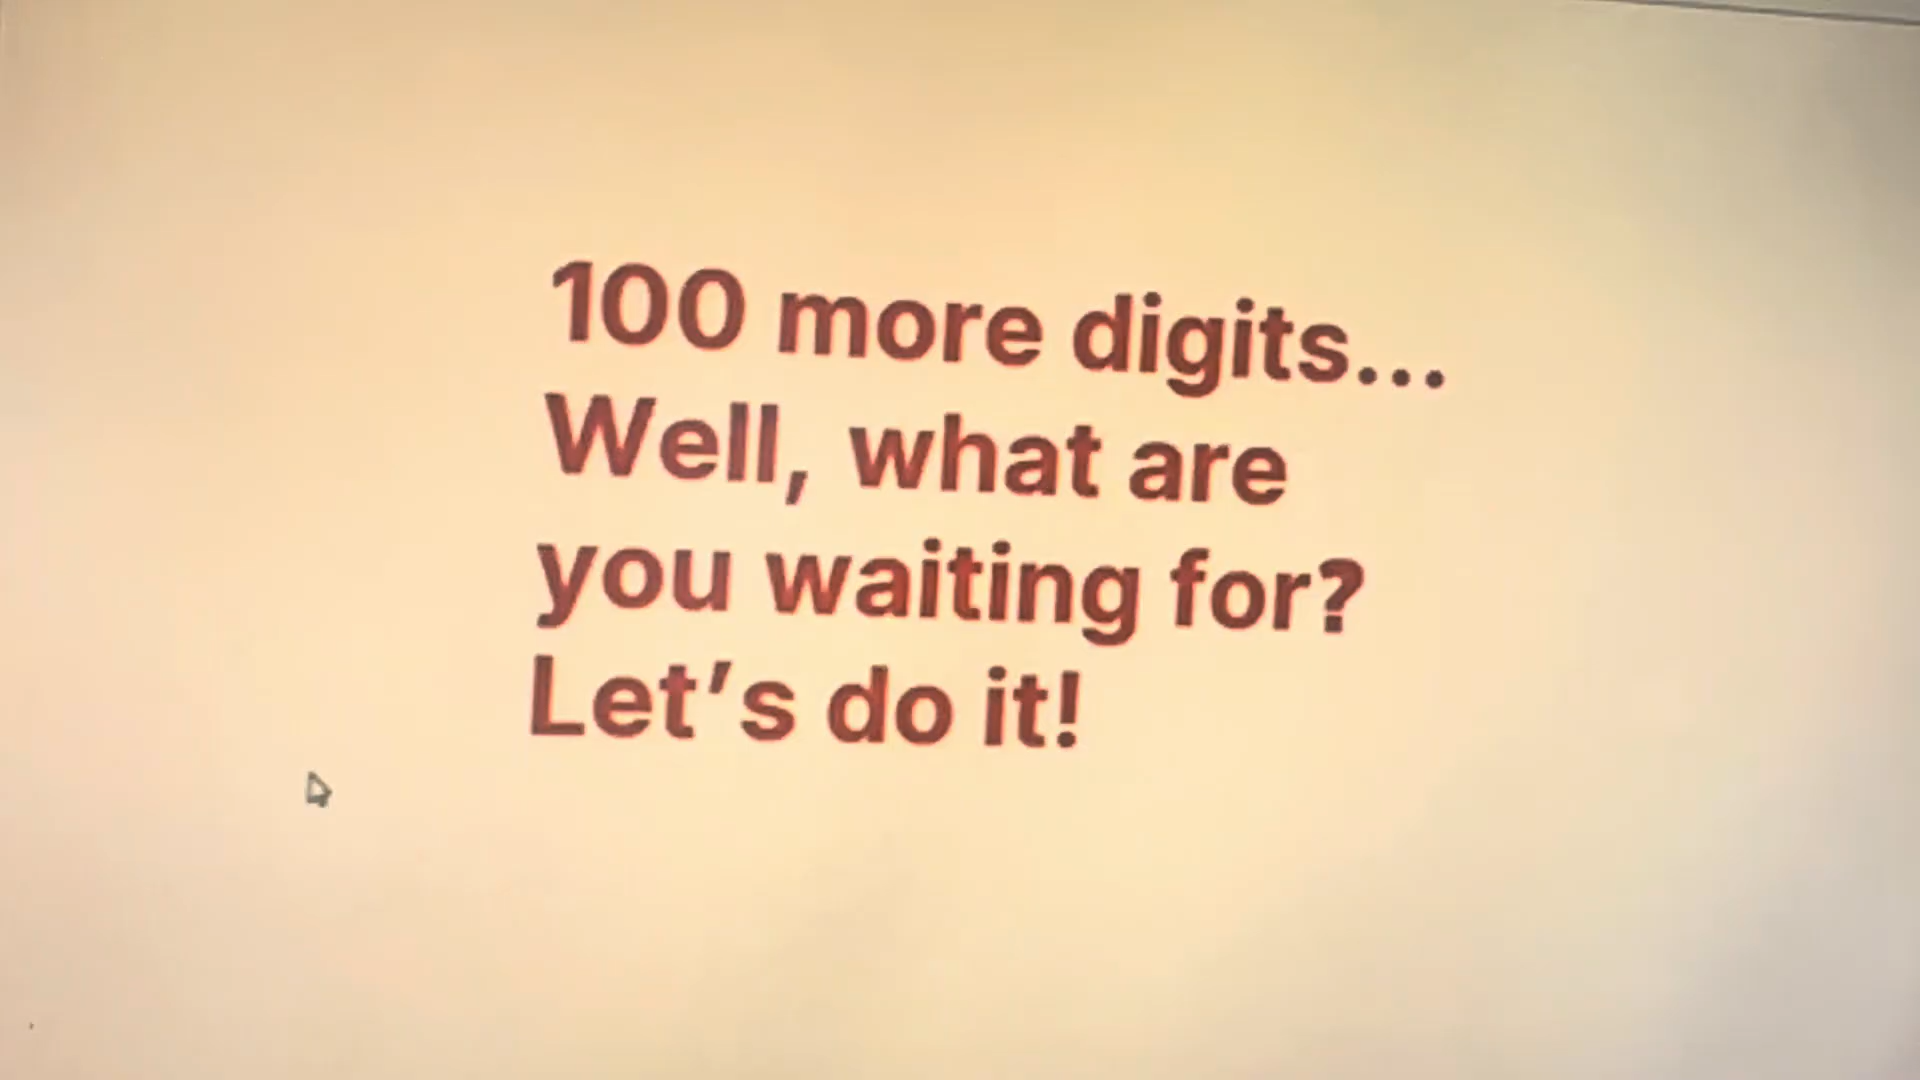 100 more digits...
Well, what are
you waiting for?
Let’s do it!